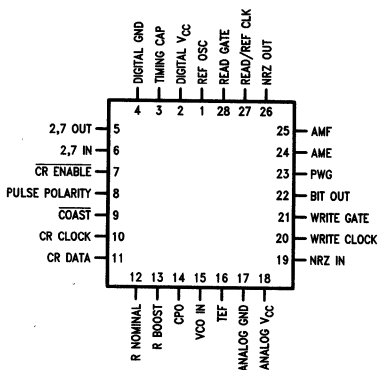 DIGITAL GND
TIMING CAP
DIGITAL VCC
REF OSC
READ GATE
READ/REF CLK
NRZ OUT
4 3 2 1 28 27 26
2,7 OUT 5
2,7 IN 6
CR ENABLE 7
PULSE POLARITY 8
COAST 9
CR CLOCK 10
CR DATA 11
25 AMF
24 AME
23 PWG
22 BIT OUT
21 WRITE GATE
20 WRITE CLOCK
19 NRZ IN
12 13 14 15 16 17 18
R NOMINAL
R BOOST
CPO
VCO IN
TEF
ANALOG GND
ANALOG VCC